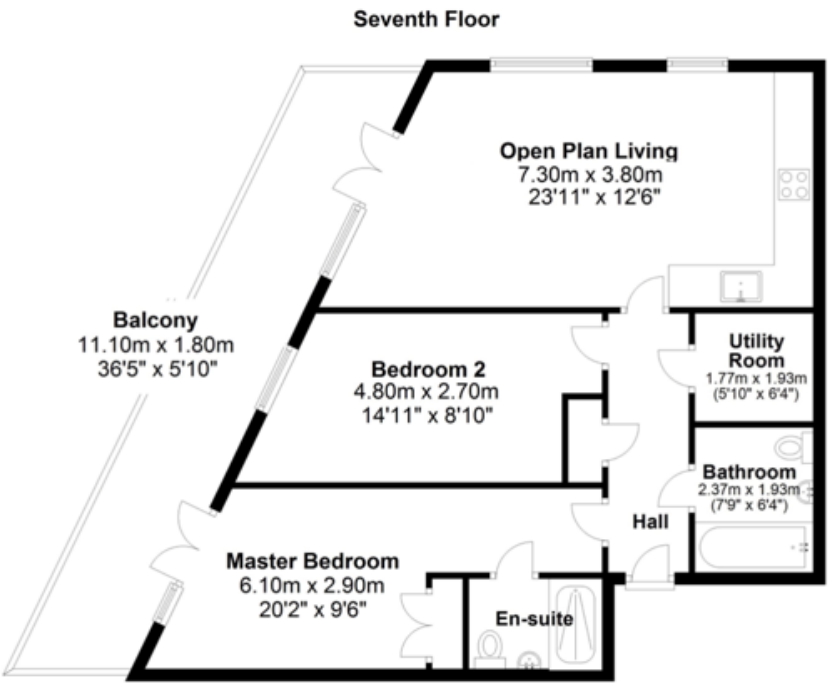 Seventh Floor
Open Plan Living
7.30m x 3.80m
23'11" x 12'6"
Balcony
11.10m x 1.80m
36'5" x 5'10"
Bedroom 2
4.80m x 2.70m
14'11" x 8'10"
Utility
Room
1.77m x 1.93m
(5'10" x 6'4")
Bathroom
2.37m x 1.93m
(7'9" x 6'4")
Hall
Master Bedroom
6.10m x 2.90m
20'2" x 9'6"
En-suite